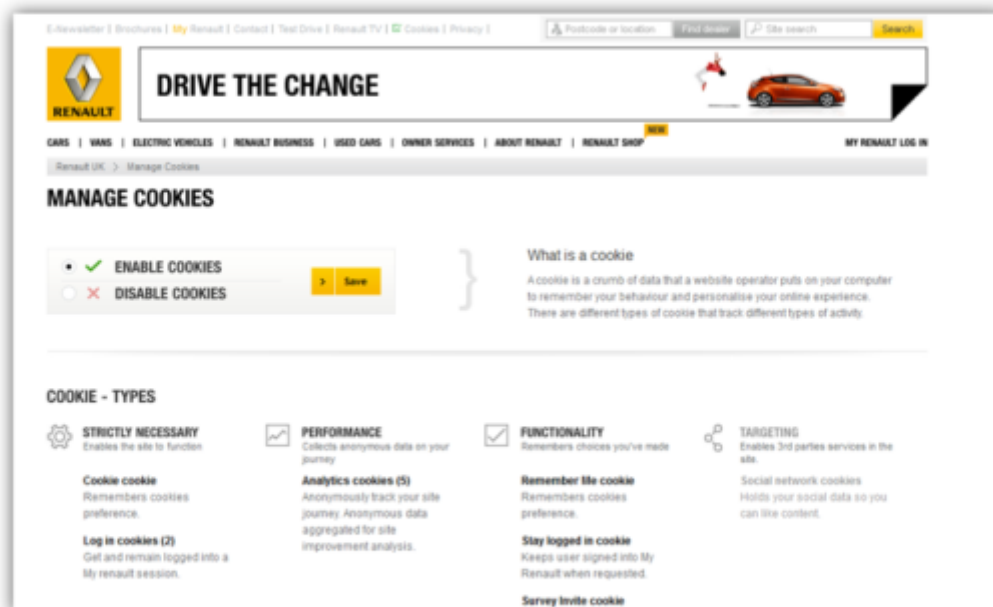 E-Newsletter | Brochures | My Renault | Contact | Test Drive | Renault TV | Cookies | Privacy |
Postcode or location Find dealer Site search Search
RENAULT
DRIVE THE CHANGE
NEW
CARS | VANS | ELECTRIC VEHICLES | RENAULT BUSINESS | USED CARS | OWNER SERVICES | ABOUT RENAULT | RENAULT SHOP MY RENAULT LOG IN
Renault UK > Manage Cookies
MANAGE COOKIES
ENABLE COOKIES
DISABLE COOKIES
> Save
What is a cookie
A cookie is a crumb of data that a website operator puts on your computer
to remember your behaviour and personalise your online experience.
There are different types of cookie that track different types of activity.
COOKIE - TYPES
STRICTLY NECESSARY
Enables the site to function
Cookie cookie
Remembers cookies
preference.
Log in cookies (2)
Get and remain logged into a
My renault session.
PERFORMANCE
Collects anonymous data on your
journey
Analytics cookies (5)
Anonymously track your site
journey. Anonymous data
aggregated for site
improvement analysis.
FUNCTIONALITY
Remembers choices you've made
Remember Me cookie
Remembers cookies
preference.
Stay logged in cookie
Keeps user signed into My
Renault when requested.
Survey Invite cookie
TARGETING
Enables 3rd parties services in the
site.
Social network cookies
Holds your social data so you
can like content.